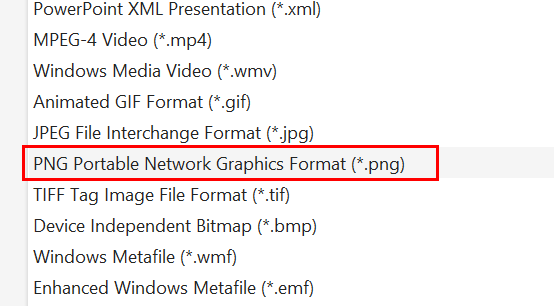 PowerPoint XML Presentation (*.xml)
MPEG-4 Video (*.mp4)
Windows Media Video (*.wmv)
Animated GIF Format (*.gif)
JPEG File Interchange Format (*.jpg)
PNG Portable Network Graphics Format (*.png)
TIFF Tag Image File Format (*.tif)
Device Independent Bitmap (*.bmp)
Windows Metafile (*.wmf)
Enhanced Windows Metafile (*.emf)